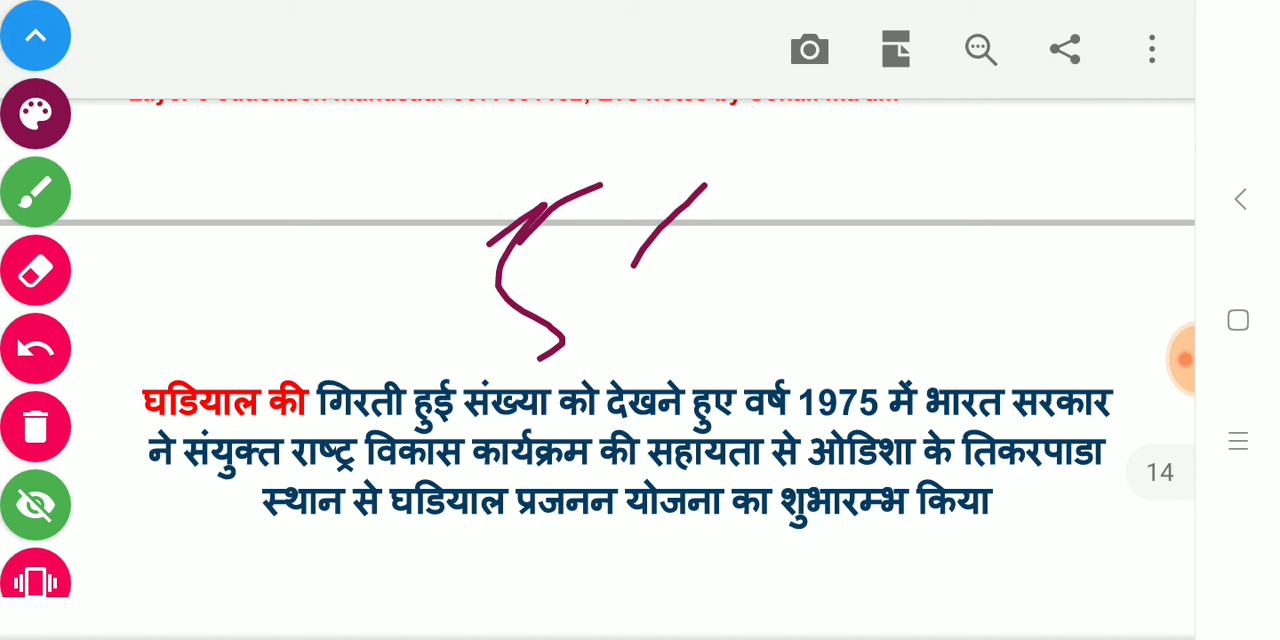 घडियाल की गिरती हुई संख्या को देखने हुए वर्ष 1975 में भारत सरकार
ने संयुक्त राष्ट्र विकास कार्यक्रम की सहायता से ओडिशा के तिकरपाडा
स्थान से घडियाल प्रजनन योजना का शुभारम्भ किया
14